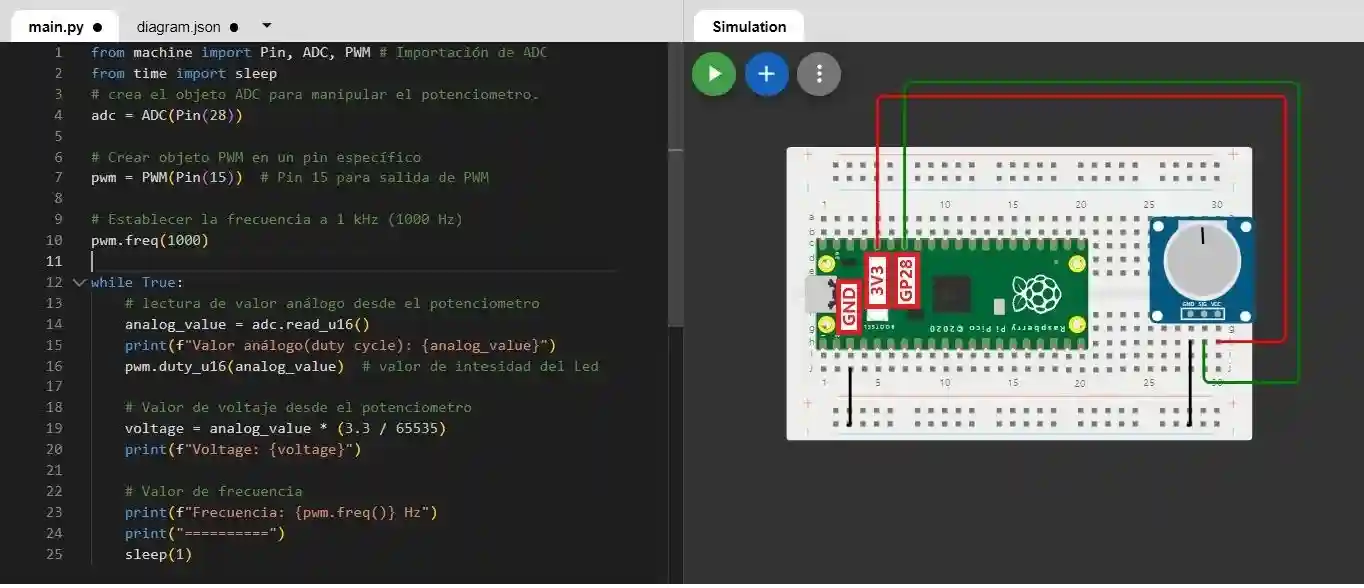 main.py ●
diagram.json ●
1 from machine import Pin, ADC, PWM # Importación de ADC
2 from time import sleep
3 # crea el objeto ADC para manipular el potenciometro.
4 adc = ADC(Pin(28))
5
6 # Crear objeto PWM en un pin específico
7 pwm = PWM(Pin(15))  # Pin 15 para salida de PWM
8
9 # Establecer la frecuencia a 1 kHz (1000 Hz)
10 pwm.freq(1000)
11
12 while True:
13     # lectura de valor análogo desde el potenciometro
14     analog_value = adc.read_u16()
15     print(f"Valor análogo(duty cycle): {analog_value}")
16     pwm.duty_u16(analog_value)  # valor de intesidad del Led
17
18     # Valor de voltaje desde el potenciometro
19     voltage = analog_value * (3.3 / 65535)
20     print(f"Voltage: {voltage}")
21
22     # Valor de frecuencia
23     print(f"Frecuencia: {pwm.freq()} Hz")
24     print("==========")
25     sleep(1)
Simulation
1 5 10 15 20 25 30
GND
3V3
GP28
Raspberry Pi Pico ©2020
BOOTSEL
GND SIG VCC
1 5 10 15 20 25 30